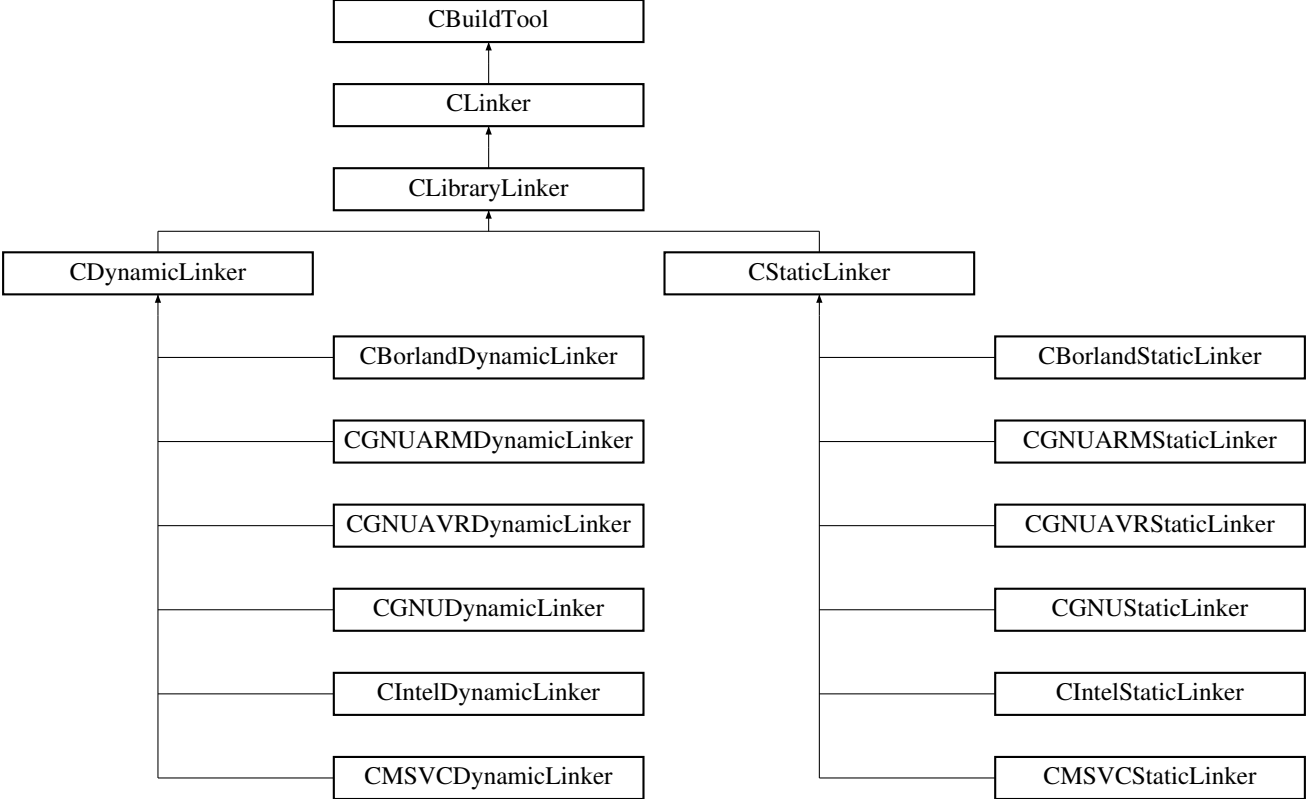 CBuildTool
CLinker
CLibraryLinker
CDynamicLinker
CStaticLinker
CBorlandDynamicLinker
CBorlandStaticLinker
CGNUARMDynamicLinker
CGNUARMStaticLinker
CGNUAVRDynamicLinker
CGNUAVRStaticLinker
CGNUDynamicLinker
CGNUStaticLinker
CIntelDynamicLinker
CIntelStaticLinker
CMSVCDynamicLinker
CMSVCStaticLinker